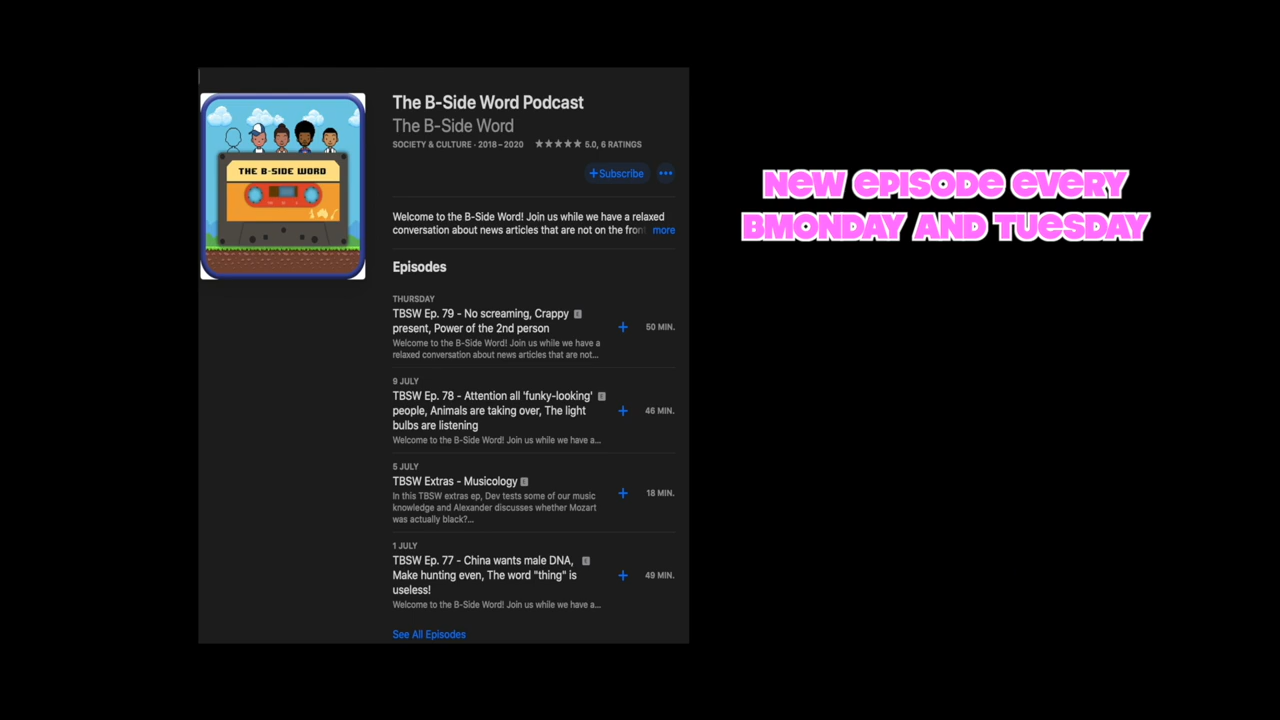 The B-Side Word Podcast
The B-Side Word
SOCIETY & CULTURE · 2018–2020 ★★★★★ 5.0, 6 RATINGS
THE B-SIDE WORD
+Subscribe •••
Welcome to the B-Side Word! Join us while we have a relaxed
conversation about news articles that are not on the front more
Episodes
THURSDAY
TBSW Ep. 79 - No screaming, Crappy E
present, Power of the 2nd person
+ 50 MIN.
Welcome to the B-Side Word! Join us while we have a
relaxed conversation about news articles that are not...
9 JULY
TBSW Ep. 78 - Attention all 'funky-looking' E
people, Animals are taking over, The light
bulbs are listening
+ 46 MIN.
Welcome to the B-Side Word! Join us while we have a...
5 JULY
TBSW Extras - Musicology E
In this TBSW extras ep, Dev tests some of our music
knowledge and Alexander discusses whether Mozart
was actually black?...
+ 18 MIN.
1 JULY
TBSW Ep. 77 - China wants male DNA, E
Make hunting even, The word "thing" is
useless!
+ 49 MIN.
Welcome to the B-Side Word! Join us while we have a...
See All Episodes
NEW EPISODE EVERY
BMONDAY AND TUESDAY